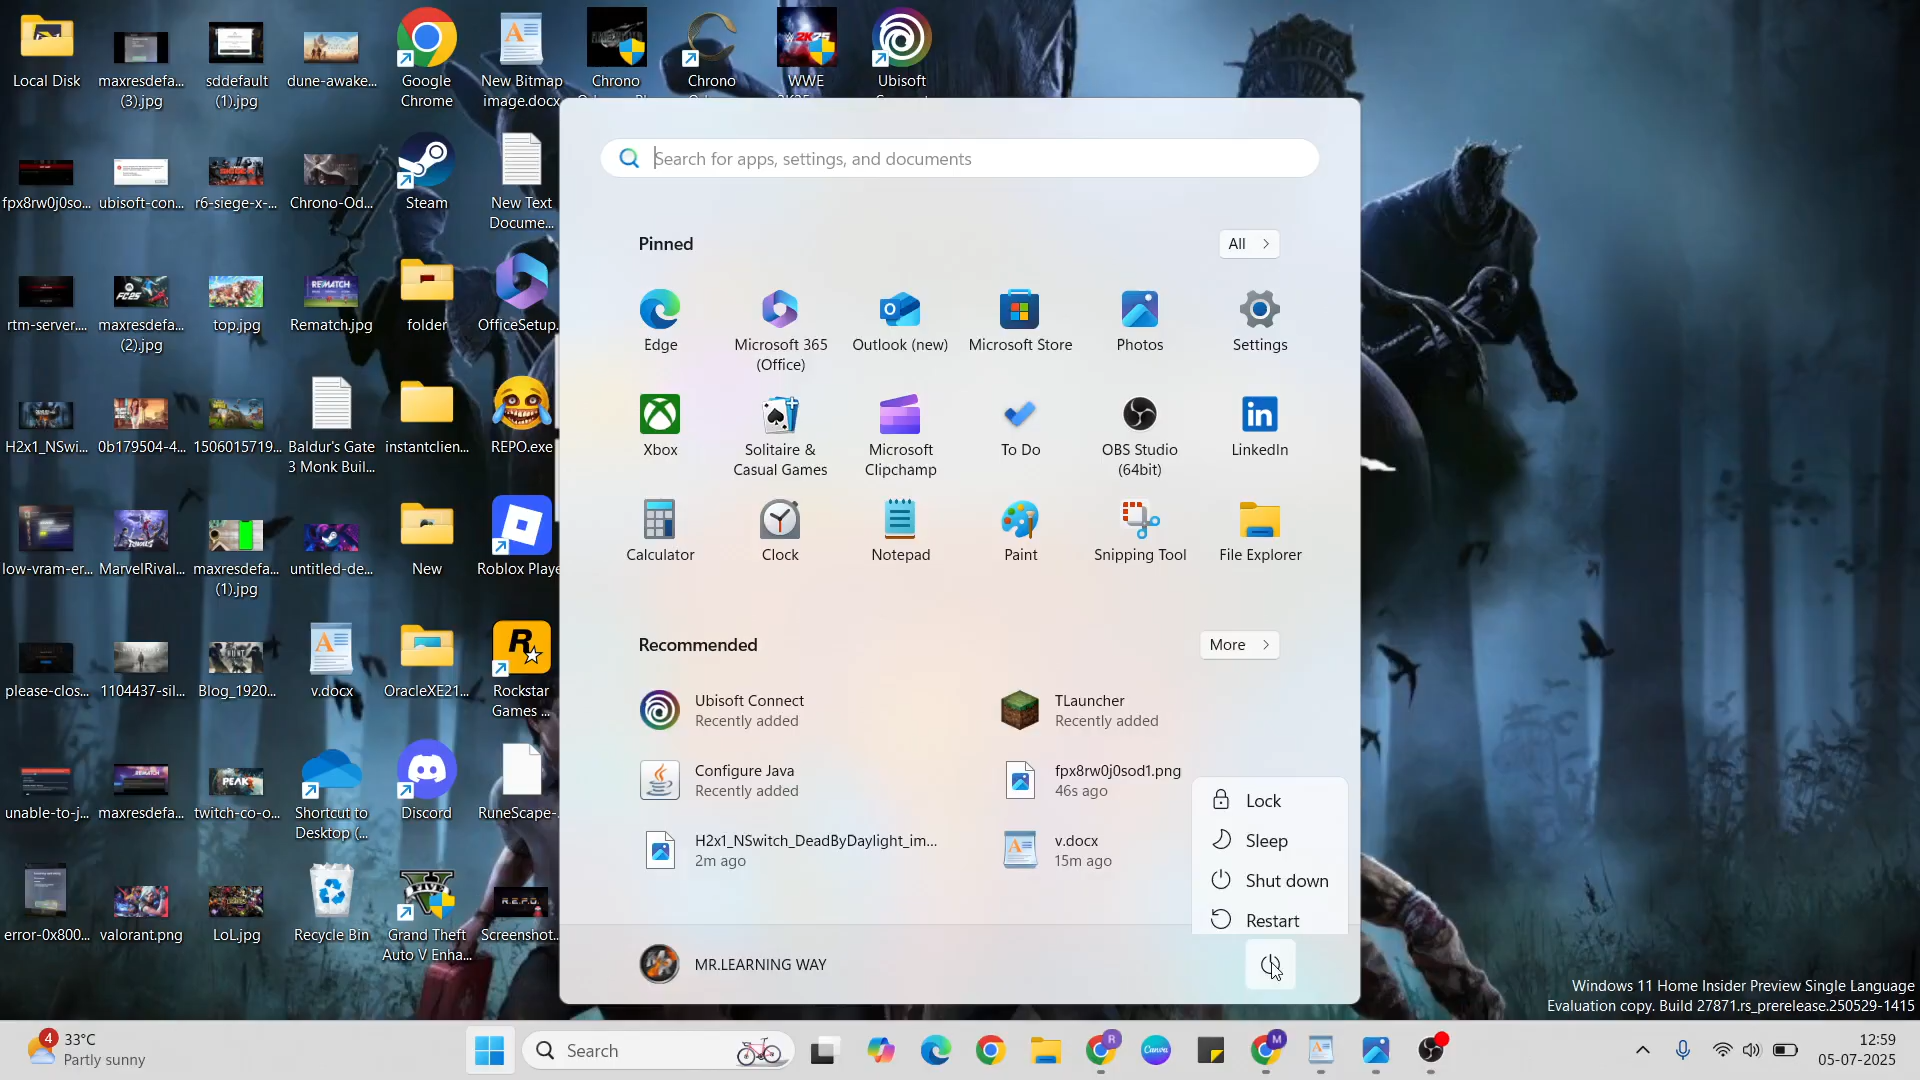 Local Disk
maxresdefa...
(3).jpg
sddefault
(1).jpg
dune-awake...
Google
Chrome
New Bitmap
image.docx
Chrono
Chrono
WWE
Ubisoft
fpx8rw0j0so...
ubisoft-con...
r6-siege-x-...
Chrono-Od...
Steam
New Text
Docume...
rtm-server....
maxresdefa...
(2).jpg
top.jpg
Rematch.jpg
folder
OfficeSetup.
H2x1_NSwi...
0b179504-4...
1506015719...
Baldur's Gate
3 Monk Buil...
instantclien...
REPO.exe
low-vram-er...
MarvelRival...
maxresdefa...
(1).jpg
untitled-de...
New
Roblox Playe
please-clos...
1104437-sil...
Blog_1920...
v.docx
OracleXE21...
Rockstar
Games ...
unable-to-j...
maxresdefa...
twitch-co-o...
Shortcut to
Desktop (...
Discord
RuneScape-.
error-0x800...
valorant.png
LoL.jpg
Recycle Bin
Grand Theft
Auto V Enha...
Screenshot..
Search for apps, settings, and documents
Pinned
All
Edge
Microsoft 365
(Office)
Outlook (new)
Microsoft Store
Photos
Settings
Xbox
Solitaire &
Casual Games
Microsoft
Clipchamp
To Do
OBS Studio
(64bit)
LinkedIn
Calculator
Clock
Notepad
Paint
Snipping Tool
File Explorer
Recommended
More
Ubisoft Connect
Recently added
TLauncher
Recently added
Configure Java
Recently added
fpx8rw0j0sod1.png
46s ago
H2x1_NSwitch_DeadByDaylight_im...
2m ago
v.docx
15m ago
Lock
Sleep
Shut down
Restart
MR.LEARNING WAY
Windows 11 Home Insider Preview Single Language
Evaluation copy. Build 27871.rs_prerelease.250529-1415
4
33°C
Partly sunny
Search
R
Canva
M
12:59
05-07-2025